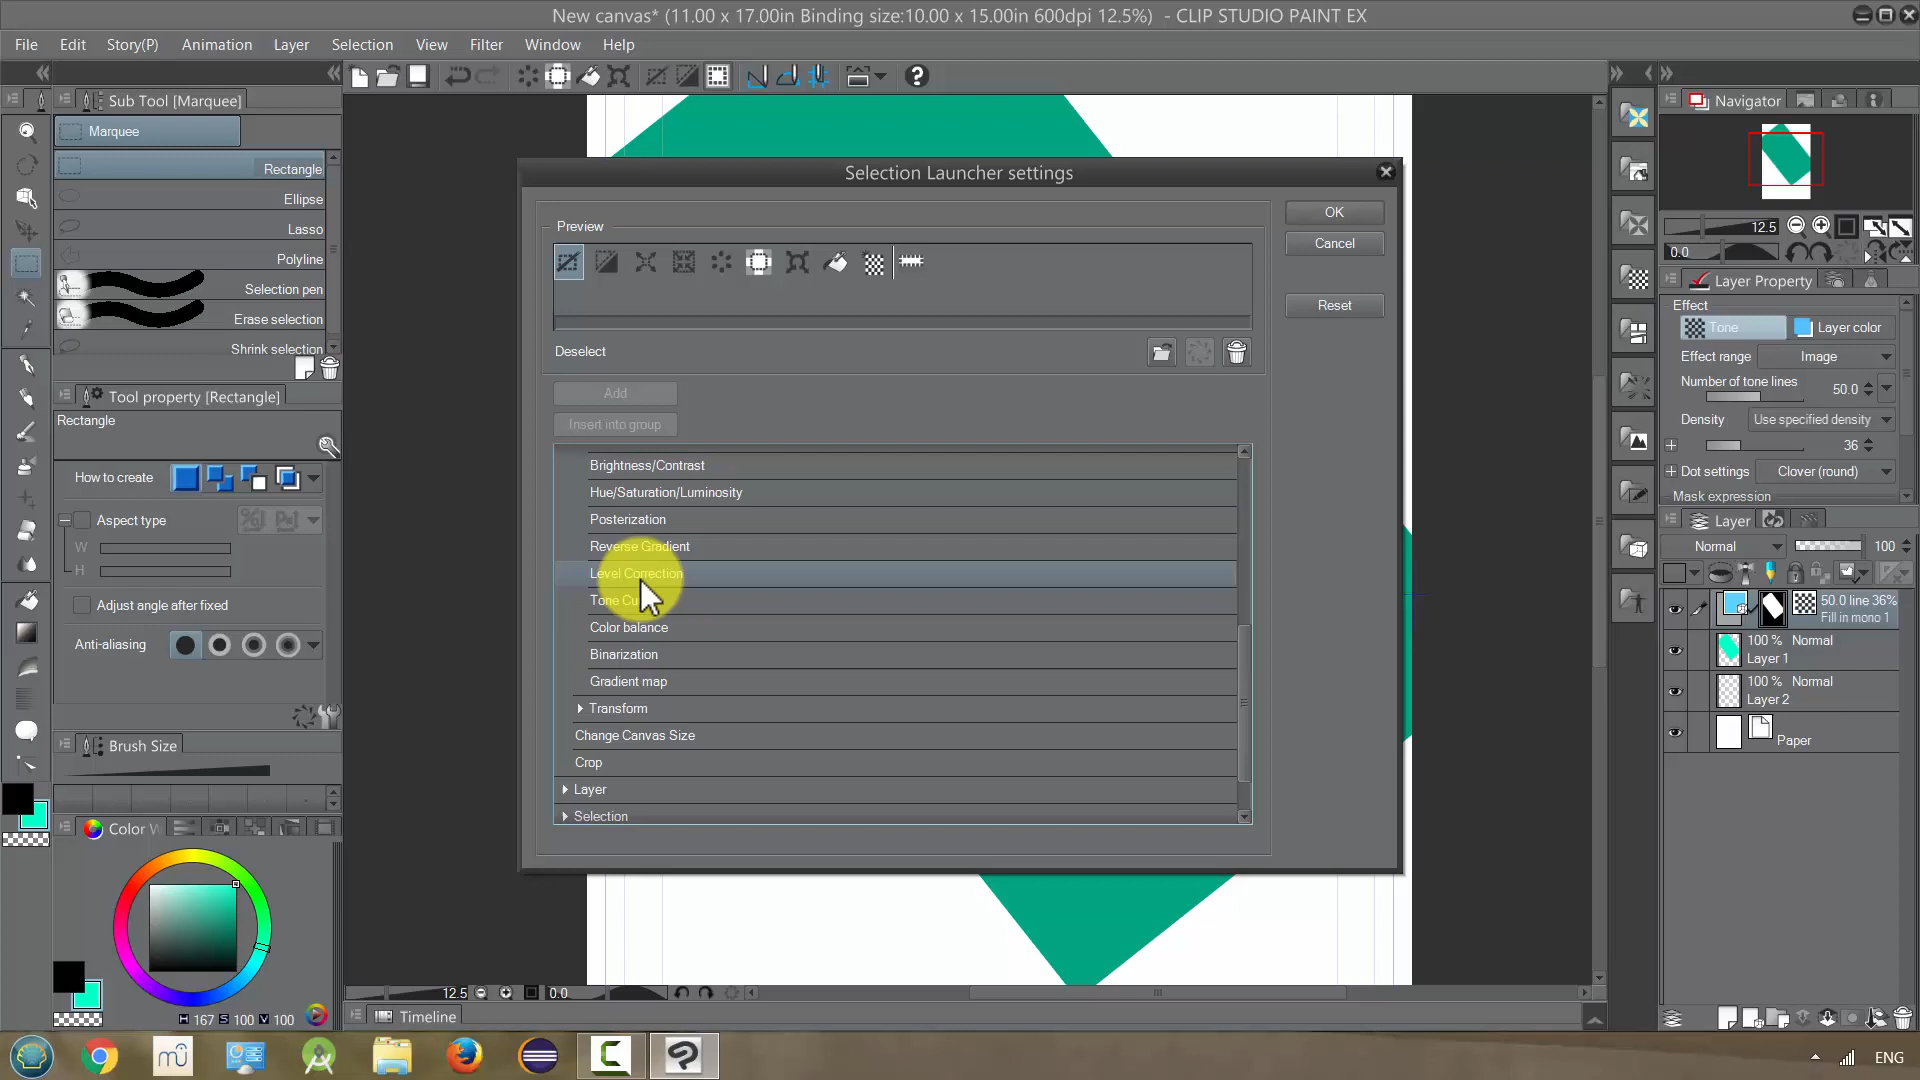 New canvas* (11.00 x 17.00in Binding size:10.00 x 15.00in 600dpi 12.5%) - CLIP STUDIO PAINT EX
File Edit Story(P) Animation Layer Selection View Filter Window Help
Sub Tool [Marquee]
Marquee
Rectangle
Ellipse
Lasso
Polyline
Selection pen
Erase selection
Shrink selection
Tool property [Rectangle]
Rectangle
How to create
Aspect type
W
H
Adjust angle after fixed
Anti-aliasing
Brush Size
Color W
H 167 S 100 V 100
Selection Launcher settings
Preview
Deselect
Add
Insert into group
OK
Cancel
Reset
Brightness/Contrast
Hue/Saturation/Luminosity
Posterization
Reverse Gradient
Level Correction
Tone Cu
Color balance
Binarization
Gradient map
Transform
Change Canvas Size
Crop
Layer
Selection
12.5
0.0
Timeline
Navigator
12.5
0.0
Layer Property
Effect
Tone
Layer color
Effect range
Image
Number of tone lines
50.0
Density
Use specified density
36
Dot settings
Clover (round)
Mask expression
Layer
Normal
100
50.0 line 36%
Fill in mono 1
100 % Normal
Layer 1
100 % Normal
Layer 2
Paper
ENG